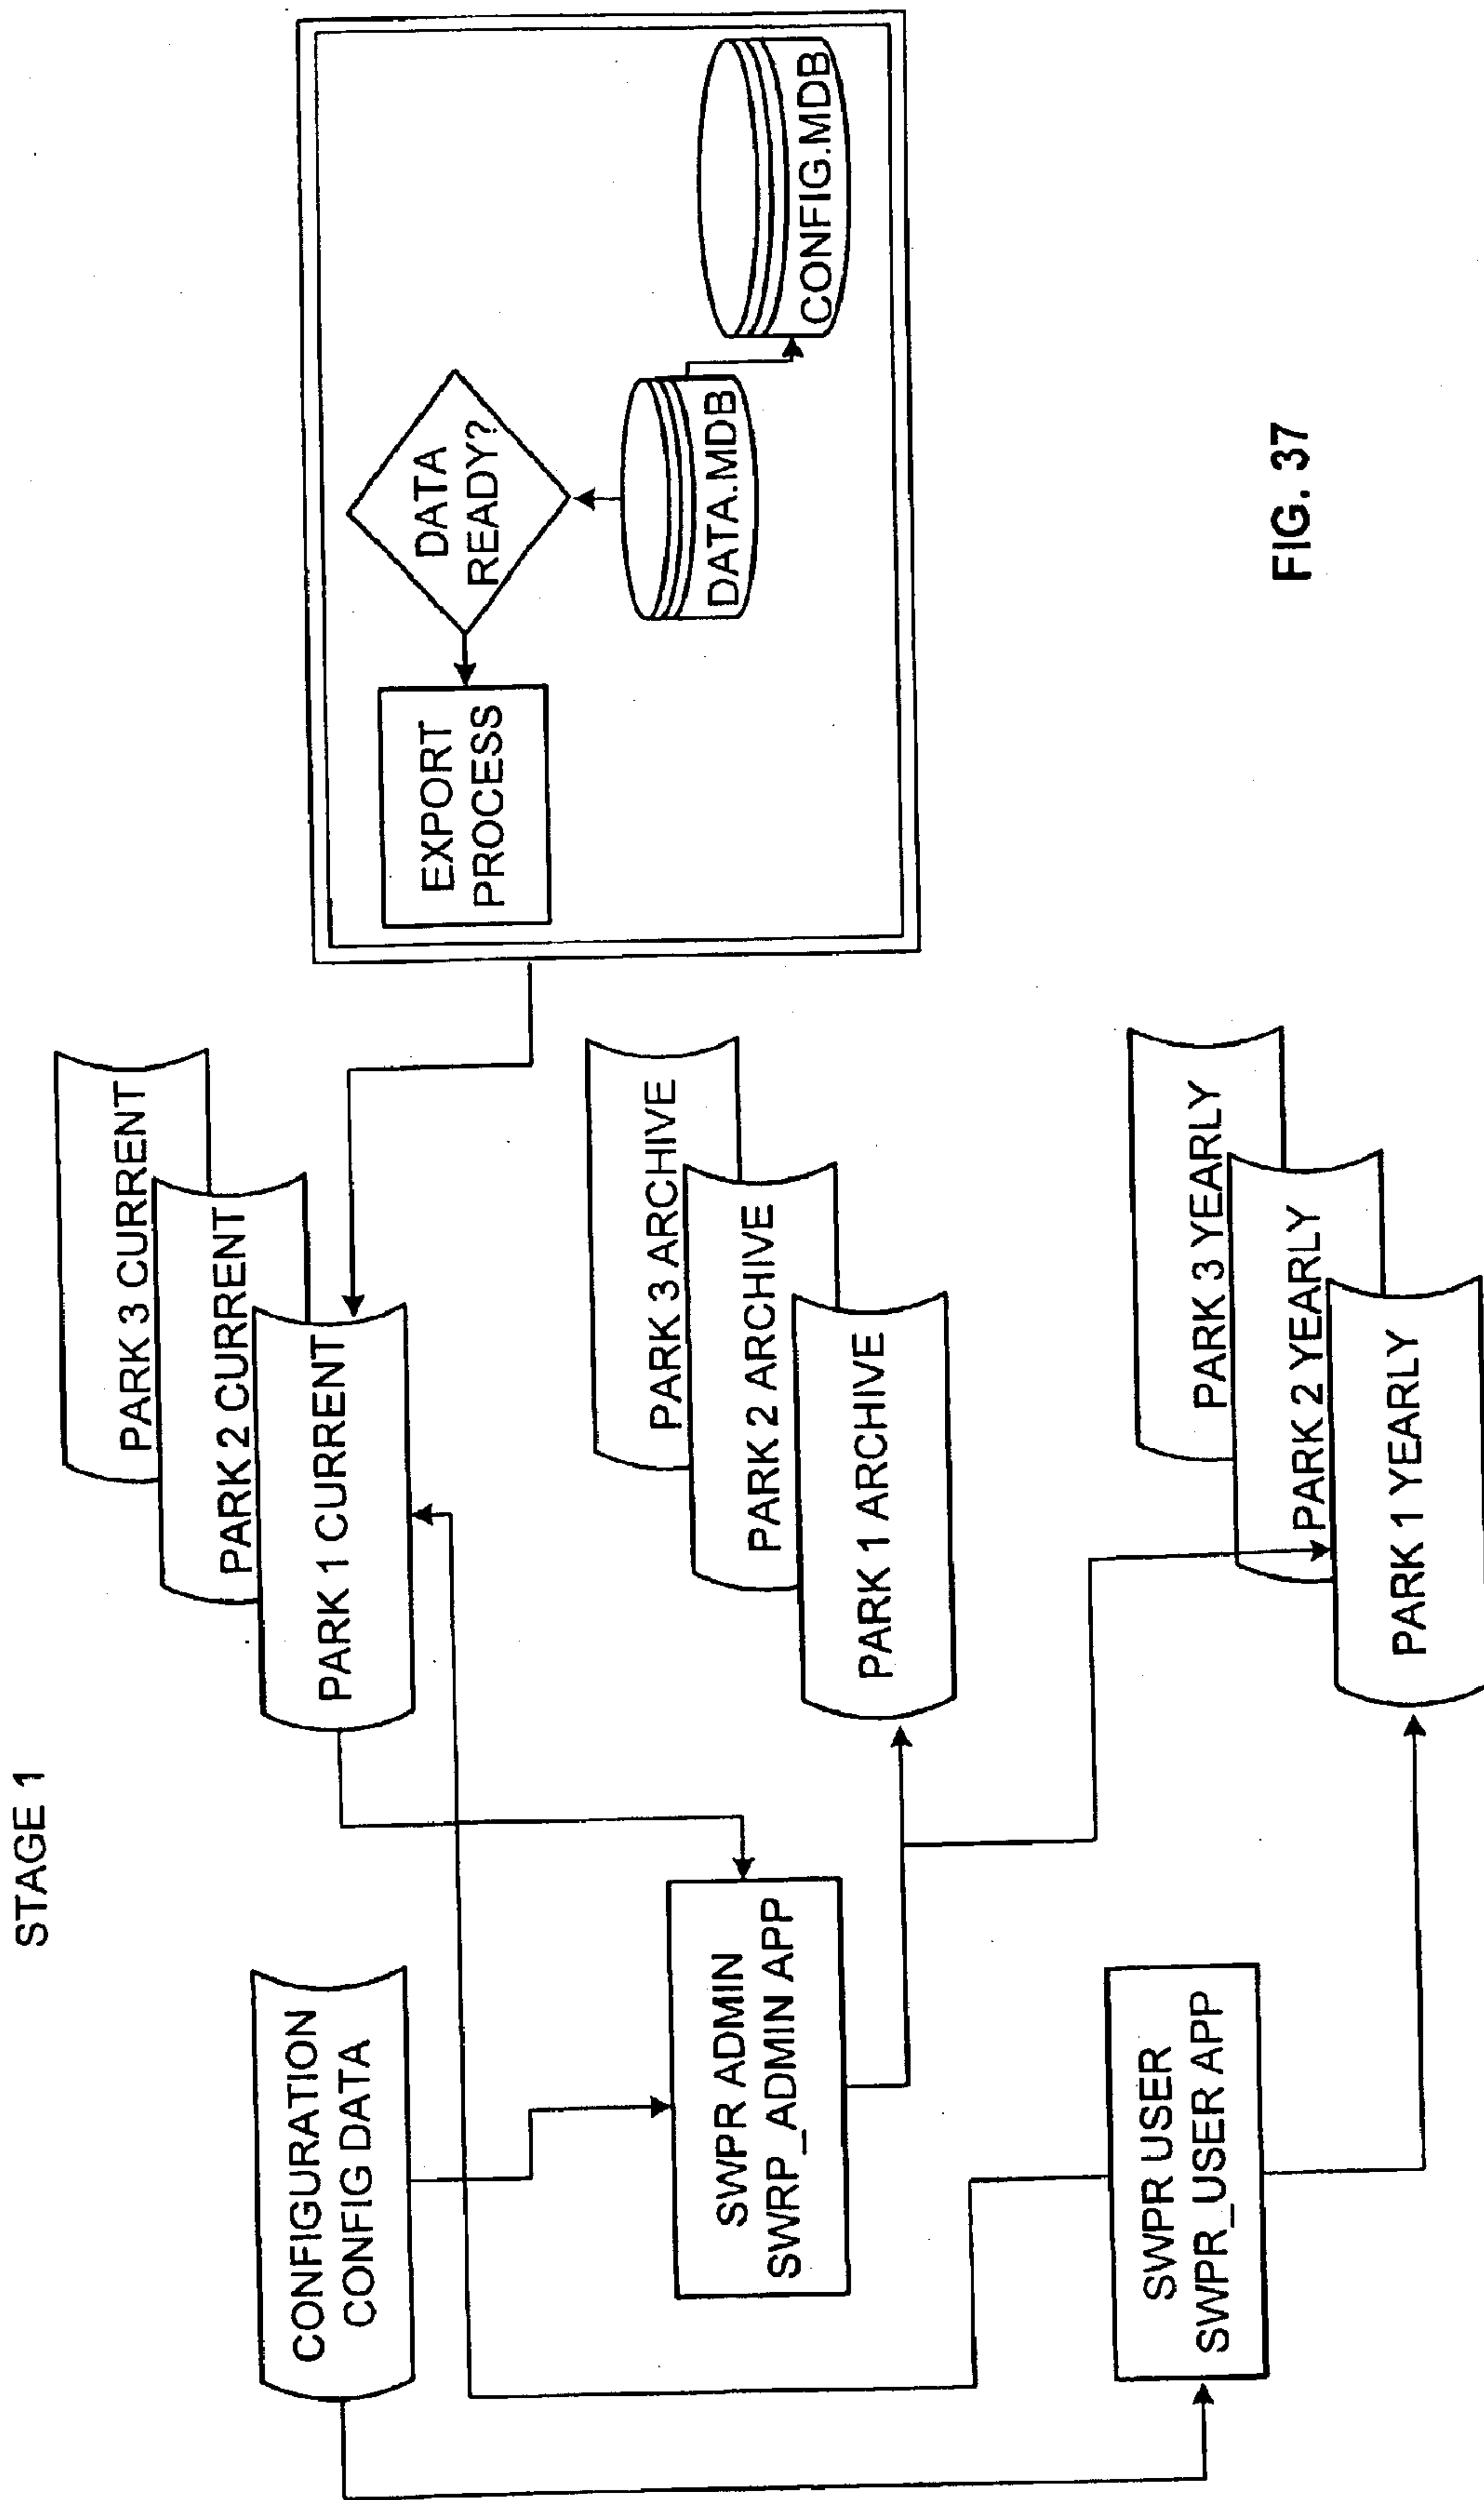 STAGE 1
CONFIGURATION
CONFIG DATA
PARK 3 CURRENT
PARK 2 CURRENT
PARK 1 CURRENT
EXPORT
PROCESS
DATA
READY?
DATA.MDB
CONFIG.MDB
SWPR ADMIN
SWRP_ADMIN APP
PARK 3 ARCHIVE
PARK 2 ARCHIVE
PARK 1 ARCHIVE
SWPR USER
SWPR_USER APP
PARK 3 YEARLY
PARK 2 YEARLY
PARK 1 YEARLY
FIG. 37